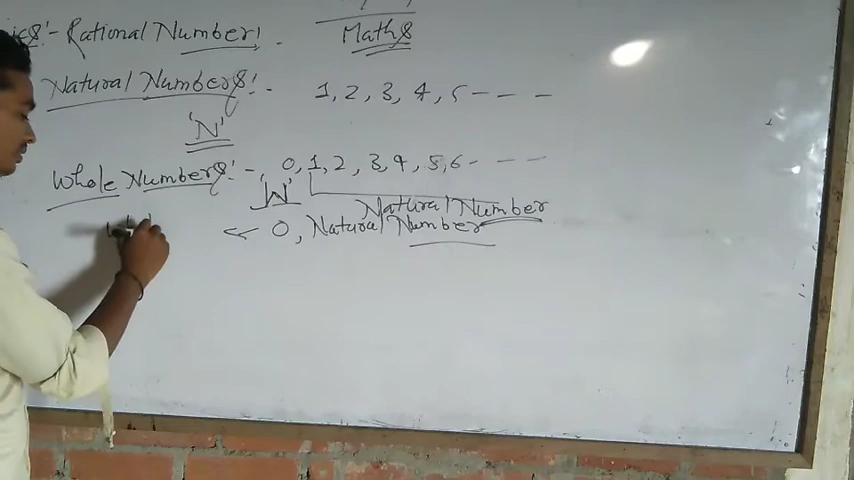 Maths
Rational Number!
Natural Numbers!- 1, 2, 3, 4, 5 - - -
'N'
Whole Numbers!- 0, 1, 2, 3, 4, 5, 6 - - -
'W' Natural Number
← 0, Natural Number